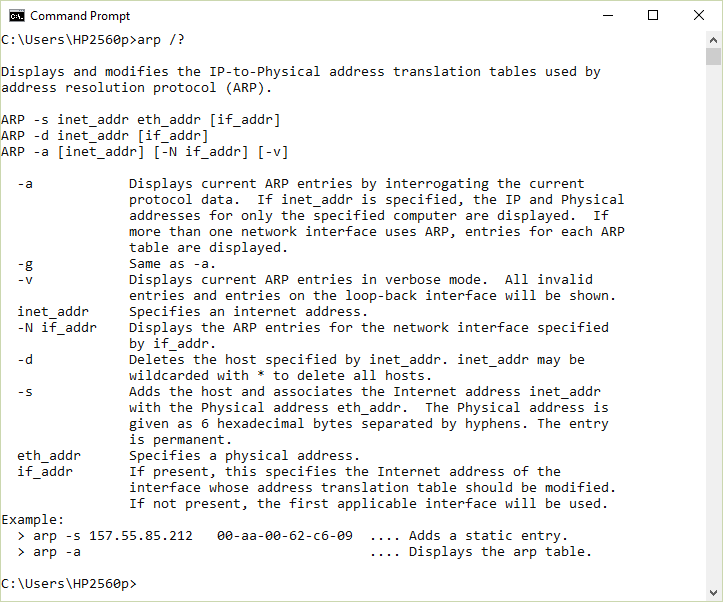 Command Prompt
C:\Users\HP2560p>arp /?

Displays and modifies the IP-to-Physical address translation tables used by
address resolution protocol (ARP).

ARP -s inet_addr eth_addr [if_addr]
ARP -d inet_addr [if_addr]
ARP -a [inet_addr] [-N if_addr] [-v]

  -a            Displays current ARP entries by interrogating the current
                protocol data.  If inet_addr is specified, the IP and Physical
                addresses for only the specified computer are displayed.  If
                more than one network interface uses ARP, entries for each ARP
                table are displayed.
  -g            Same as -a.
  -v            Displays current ARP entries in verbose mode.  All invalid
                entries and entries on the loop-back interface will be shown.
  inet_addr     Specifies an internet address.
  -N if_addr    Displays the ARP entries for the network interface specified
                by if_addr.
  -d            Deletes the host specified by inet_addr. inet_addr may be
                wildcarded with * to delete all hosts.
  -s            Adds the host and associates the Internet address inet_addr
                with the Physical address eth_addr.  The Physical address is
                given as 6 hexadecimal bytes separated by hyphens. The entry
                is permanent.
  eth_addr      Specifies a physical address.
  if_addr       If present, this specifies the Internet address of the
                interface whose address translation table should be modified.
                If not present, the first applicable interface will be used.
Example:
  > arp -s 157.55.85.212   00-aa-00-62-c6-09  .... Adds a static entry.
  > arp -a                                    .... Displays the arp table.

C:\Users\HP2560p>